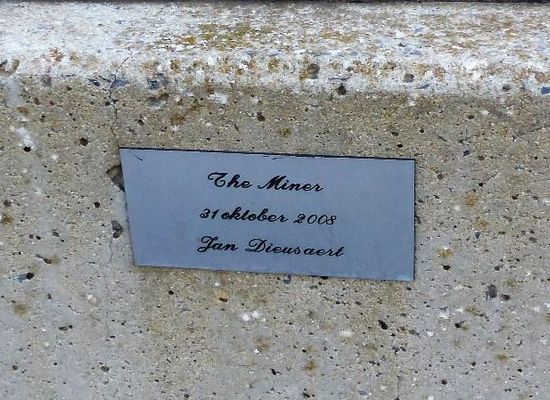 The Miner
31 oktober 2008
Jan Dieusaert